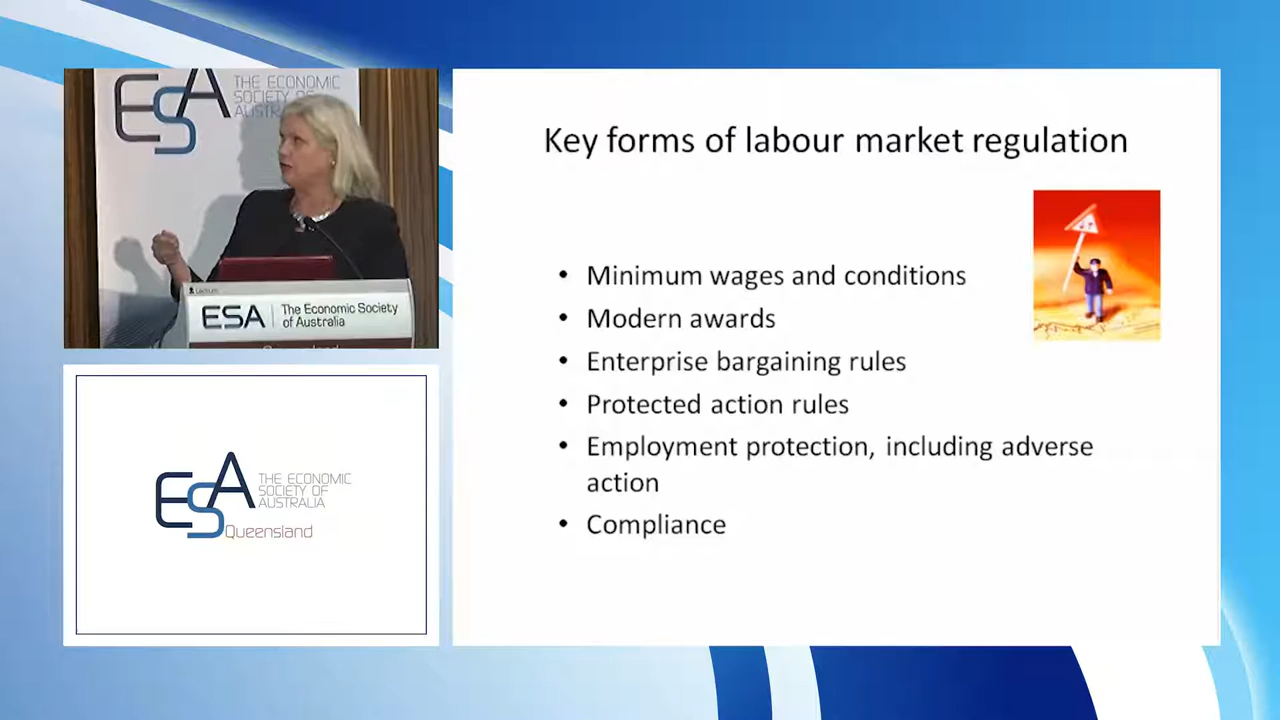 ESA
THE ECONOMIC
SOCIETY OF
AUSTRALIA
Lectrum
ESA
The Economic Society
of Australia
Queensland
ESA
THE ECONOMIC
SOCIETY OF
AUSTRALIA
Queensland
Key forms of labour market regulation
• Minimum wages and conditions
• Modern awards
• Enterprise bargaining rules
• Protected action rules
• Employment protection, including adverse
action
• Compliance